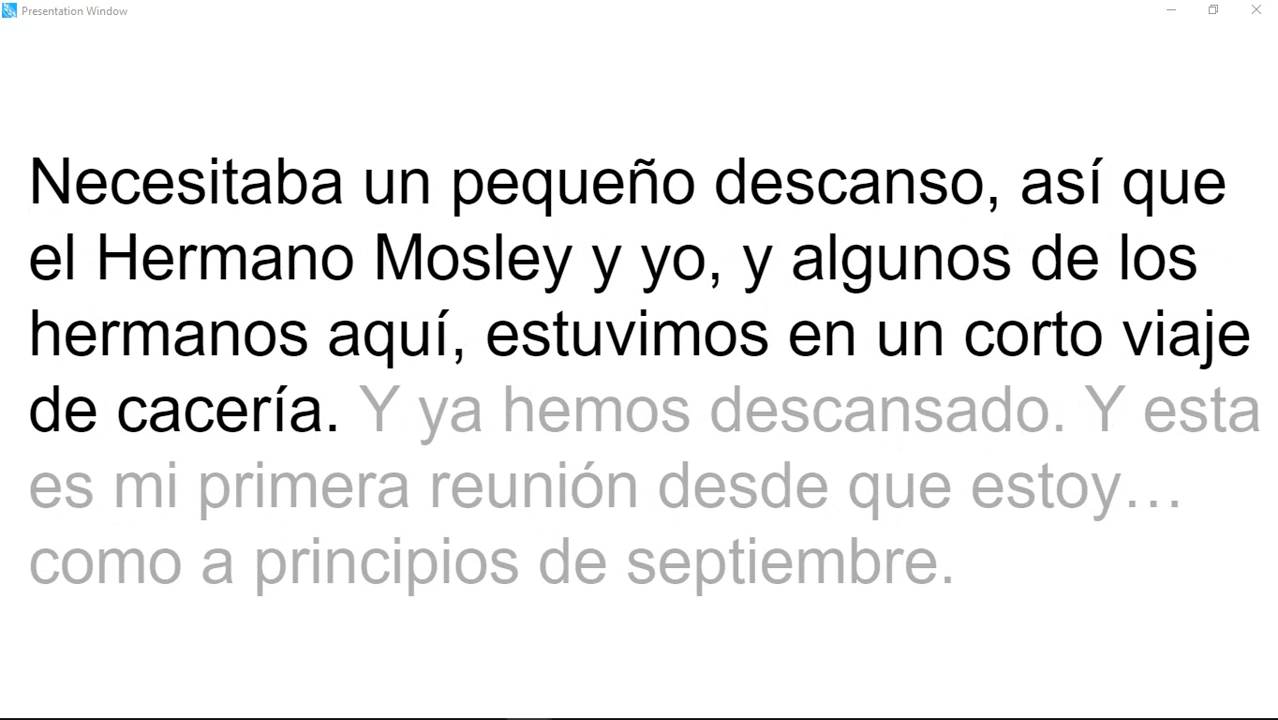 Presentation Window
Necesitaba un pequeño descanso, así que
el Hermano Mosley y yo, y algunos de los
hermanos aquí, estuvimos en un corto viaje
de cacería. Y ya hemos descansado. Y esta
es mi primera reunión desde que estoy…
como a principios de septiembre.